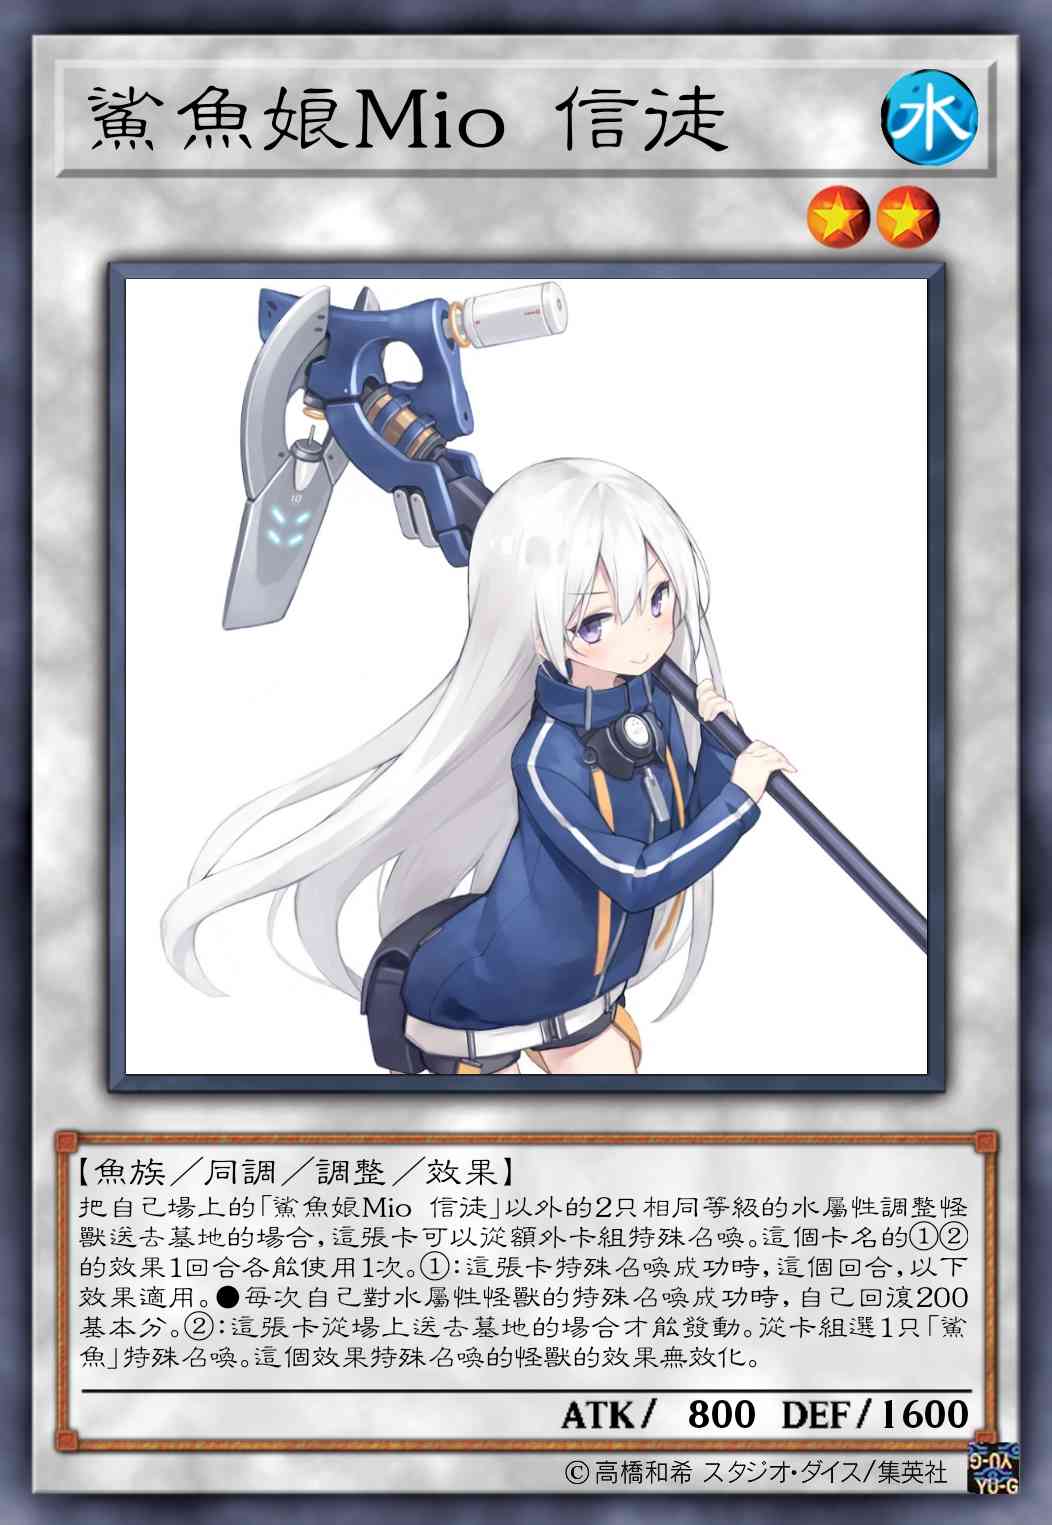 鯊魚娘Mio 信徒
水
10
【魚族／同調／調整／效果】
把自己場上的「鯊魚娘Mio 信徒」以外的2只相同等級的水屬性調整怪
獸送去墓地的場合，這張卡可以從額外卡組特殊召喚。這個卡名的①②
的效果1回合各能使用1次。①：這張卡特殊召喚成功時，這個回合，以下
效果適用。●每次自己對水屬性怪獸的特殊召喚成功時，自己回復200
基本分。②：這張卡從場上送去墓地的場合才能發動。從卡組選1只「鯊
魚」特殊召喚。這個效果特殊召喚的怪獸的效果無效化。
ATK/ 800 DEF/1600
©高橋和希 スタジオ・ダイス/集英社
YU-G
YU-G